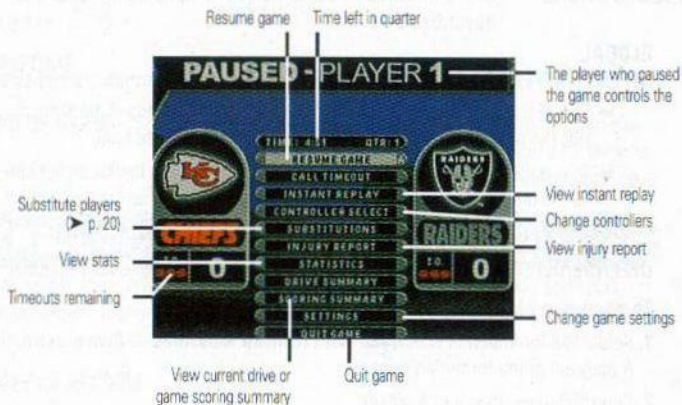 Resume game
Time left in quarter
PAUSED - PLAYER 1
The player who paused
the game controls the
options
TIME: 4:51 QTR: 1
RESUME GAME
CALL TIMEOUT
INSTANT REPLAY
CONTROLLER SELECT
SUBSTITUTIONS
INJURY REPORT
STATISTICS
DRIVE SUMMARY
SCORING SUMMARY
SETTINGS
QUIT GAME
KC
CHIEFS
T.O.
0
RAIDERS
RAIDERS
T.O.
0
Substitute players
(➤ p. 20)
View stats
Timeouts remaining
View instant replay
Change controllers
View injury report
Change game settings
View current drive or
game scoring summary
Quit game